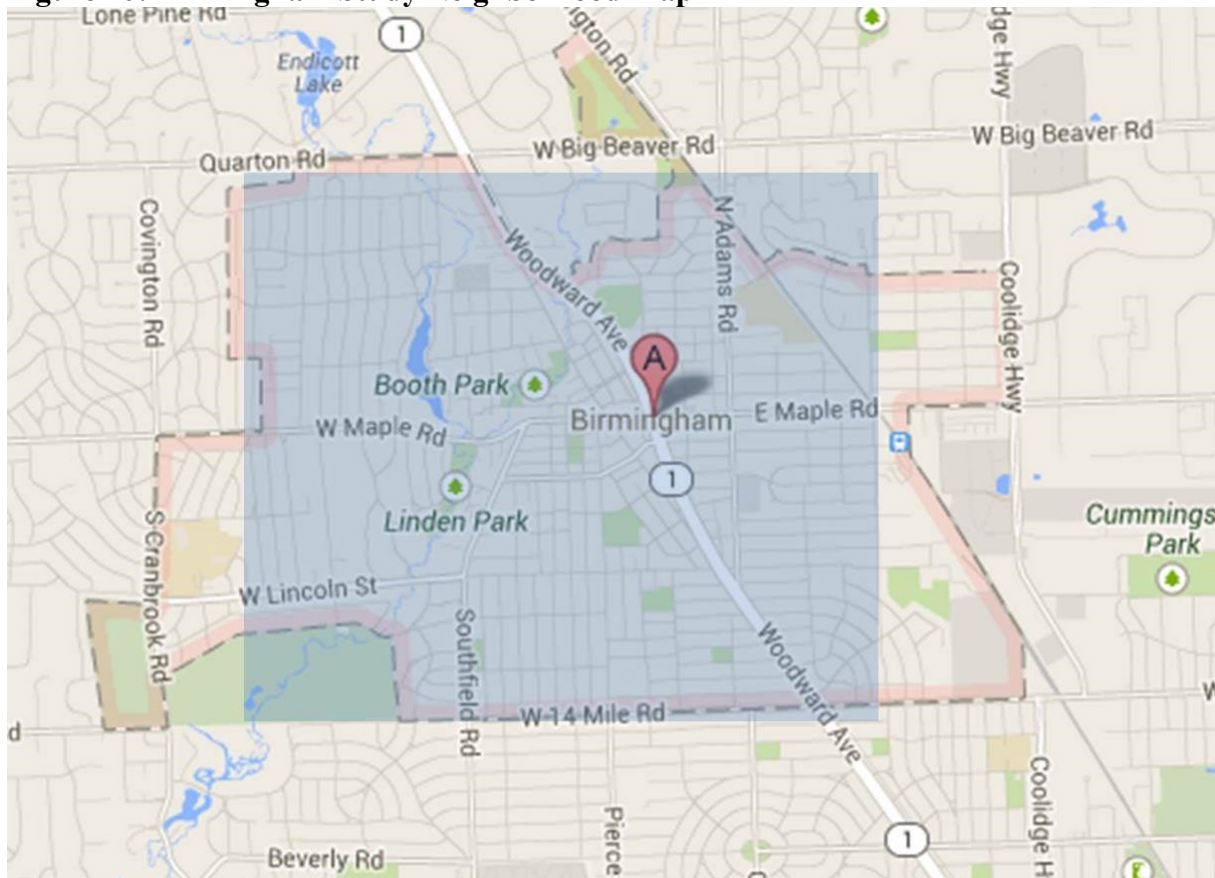 Lone Pine Rd
1
Endicott
Lake
Quarton Rd
W Big Beaver Rd
W Big Beaver Rd
Hwy
Covington Rd
Woodward Ave
N Adams Rd
Coolidge Hwy
A
Booth Park
Birmingham
E Maple Rd
W Maple Rd
1
Linden Park
Cummings
Park
S Cranbrook Rd
W Lincoln St
Southfield Rd
Woodward Ave
W 14 Mile Rd
W
d
Coolidge H
Pierce
1
Beverly Rd